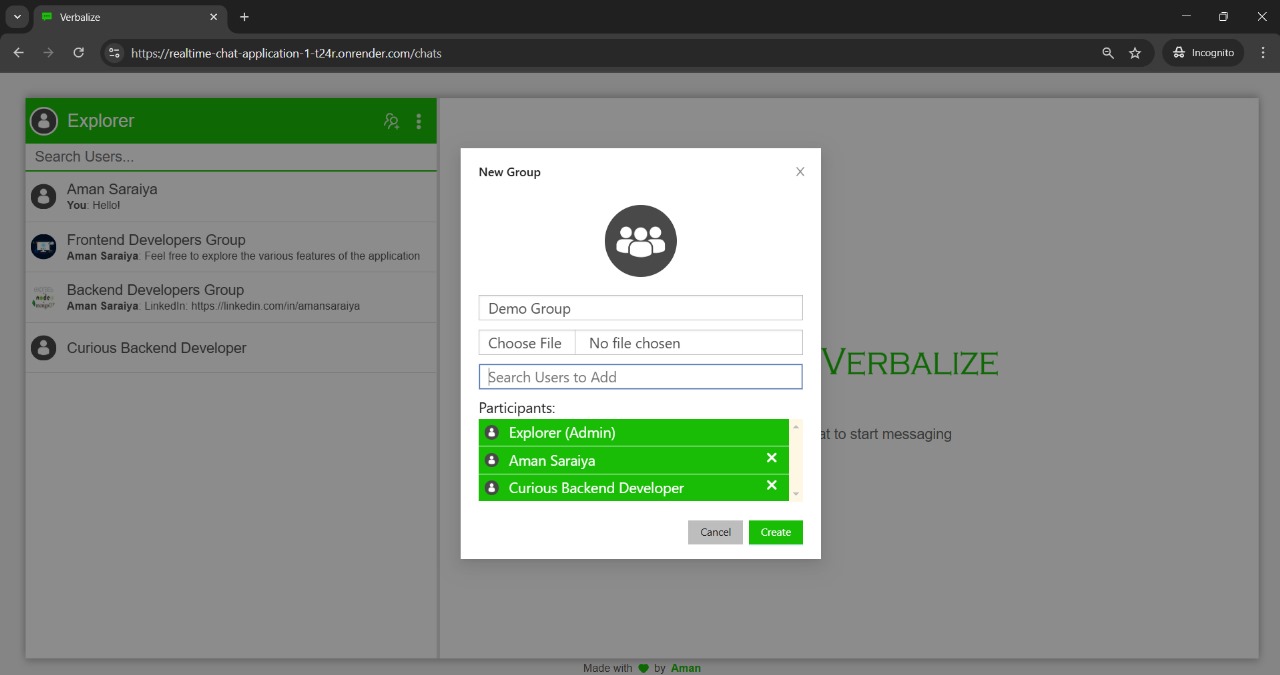 Verbalize
https://realtime-chat-application-1-t24r.onrender.com/chats
Incognito
Explorer
Search Users...
Aman Saraiya
You: Hello!
Frontend Developers Group
Aman Saraiya: Feel free to explore the various features of the application
Backend Developers Group
Aman Saraiya: LinkedIn: https://linkedin.com/in/amansaraiya
Curious Backend Developer
New Group
X
Demo Group
Choose File No file chosen
Search Users to Add
Participants:
Explorer (Admin)
Aman Saraiya
Curious Backend Developer
Cancel Create
VERBALIZE
at to start messaging
Made with by Aman